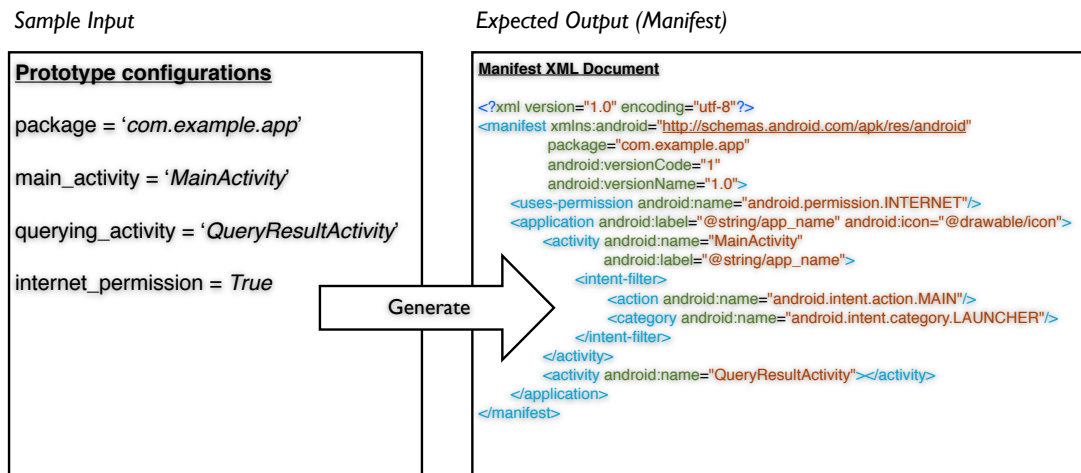 Sample Input
Prototype configurations
package = ‘com.example.app’
main_activity = ‘MainActivity’
querying_activity = ‘QueryResultActivity’
internet_permission = True
Generate
Expected Output (Manifest)
Manifest XML Document
<?xml version="1.0" encoding="utf-8"?>
<manifest xmlns:android="http://schemas.android.com/apk/res/android"
package="com.example.app"
android:versionCode="1"
android:versionName="1.0">
<uses-permission android:name="android.permission.INTERNET"/>
<application android:label="@string/app_name" android:icon="@drawable/icon">
<activity android:name="MainActivity"
android:label="@string/app_name">
<intent-filter>
<action android:name="android.intent.action.MAIN"/>
<category android:name="android.intent.category.LAUNCHER"/>
</intent-filter>
</activity>
<activity android:name="QueryResultActivity"></activity>
</application>
</manifest>